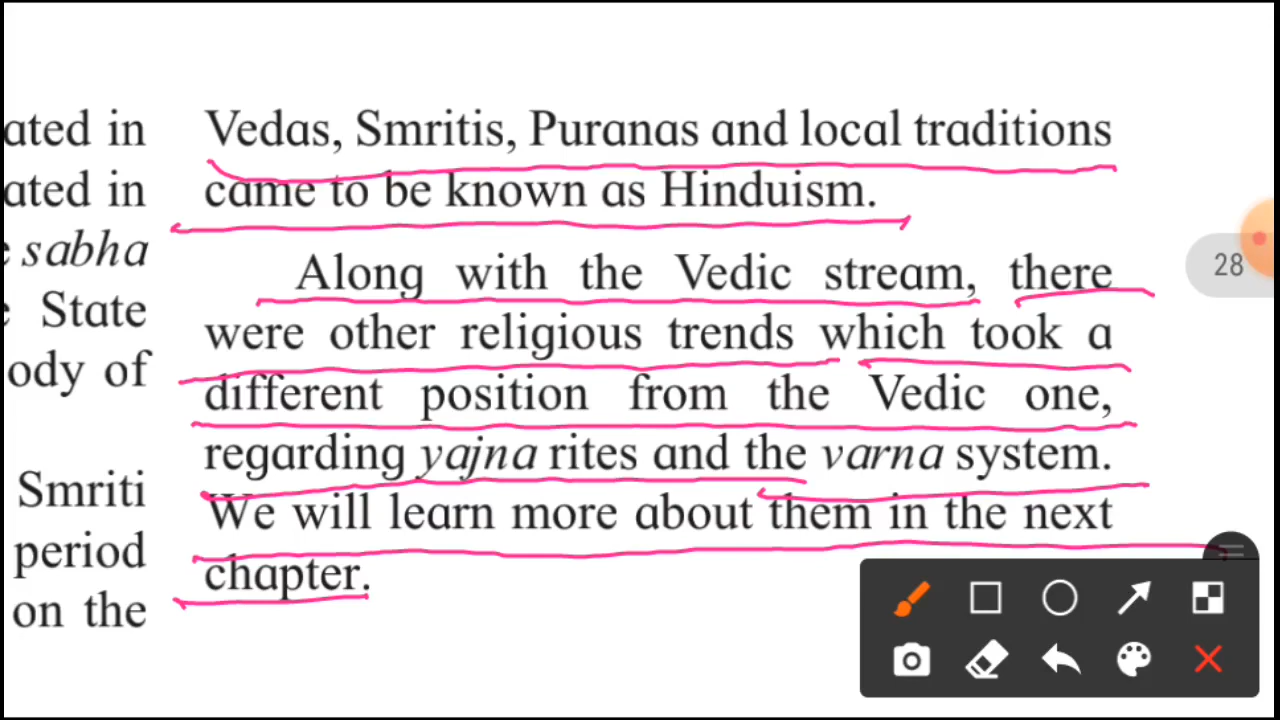 ated in
ated in
e sabha
e State
ody of
Smriti
period
on the
Vedas, Smritis, Puranas and local traditions
came to be known as Hinduism.
Along with the Vedic stream, there
were other religious trends which took a
different position from the Vedic one,
regarding yajna rites and the varna system.
We will learn more about them in the next
chapter.
28